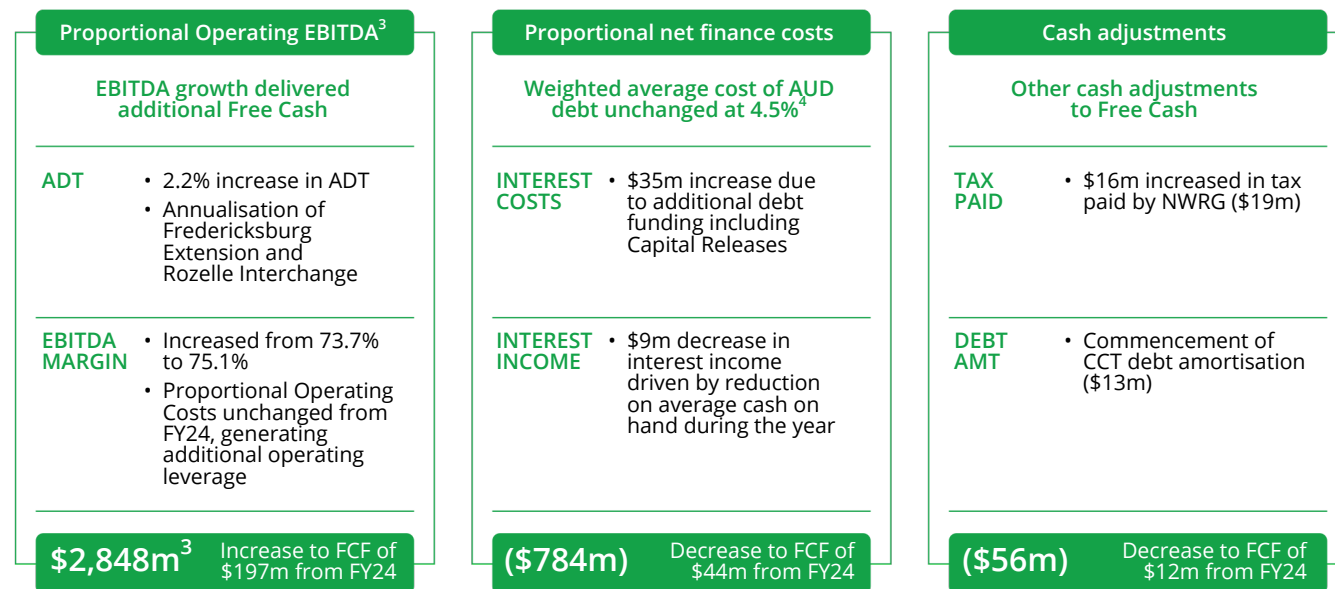 Proportional Operating EBITDA3
EBITDA growth delivered
additional Free Cash
ADT
• 2.2% increase in ADT
• Annualisation of
Fredericksburg
Extension and
Rozelle Interchange
EBITDA
MARGIN
• Increased from 73.7%
to 75.1%
• Proportional Operating
Costs unchanged from
FY24, generating
additional operating
leverage
$2,848m3
Increase to FCF of
$197m from FY24
Proportional net finance costs
Weighted average cost of AUD
debt unchanged at 4.5%4
INTEREST
COSTS
• $35m increase due
to additional debt
funding including
Capital Releases
INTEREST
INCOME
• $9m decrease in
interest income
driven by reduction
on average cash on
hand during the year
($784m)
Decrease to FCF of
$44m from FY24
Cash adjustments
Other cash adjustments
to Free Cash
TAX
PAID
• $16m increased in tax
paid by NWRG ($19m)
DEBT
AMT
• Commencement of
CCT debt amortisation
($13m)
($56m)
Decrease to FCF of
$12m from FY24